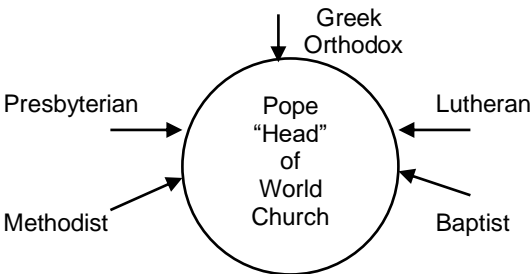 Greek
Orthodox
Presbyterian
Lutheran
Pope
“Head”
of
World
Church
Methodist
Baptist